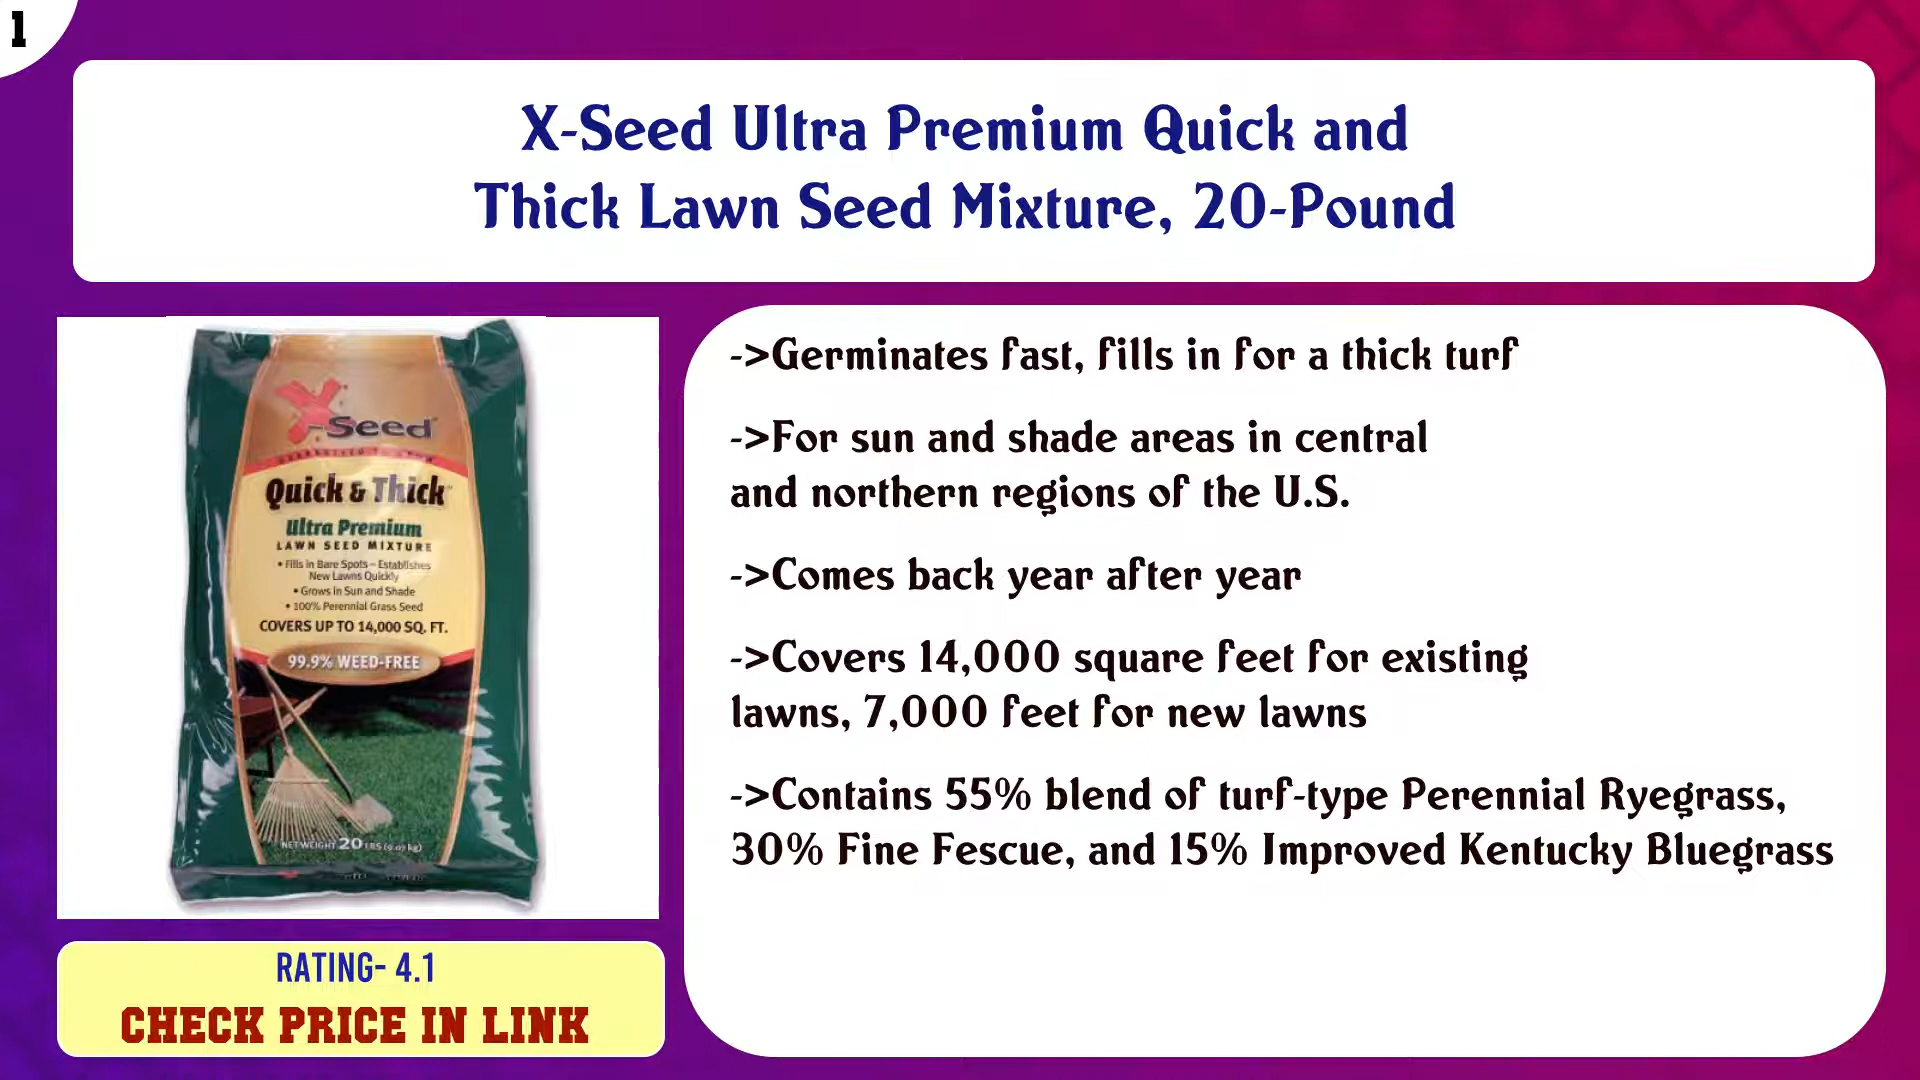 1
X-Seed Ultra Premium Quick and
Thick Lawn Seed Mixture, 20-Pound
X-Seed
Quick & Thick™
Ultra Premium
LAWN SEED MIXTURE
• Fills in Bare Spots – Establishes
New Lawns Quickly
• Grows in Sun and Shade
• 100% Perennial Grass Seed
COVERS UP TO 14,000 SQ. FT.
99.9% WEED-FREE
NET WEIGHT 20 LBS (9.07 kg)
->Germinates fast, fills in for a thick turf
->For sun and shade areas in central
and northern regions of the U.S.
->Comes back year after year
->Covers 14,000 square feet for existing
lawns, 7,000 feet for new lawns
->Contains 55% blend of turf-type Perennial Ryegrass,
30% Fine Fescue, and 15% Improved Kentucky Bluegrass
RATING- 4.1
CHECK PRICE IN LINK